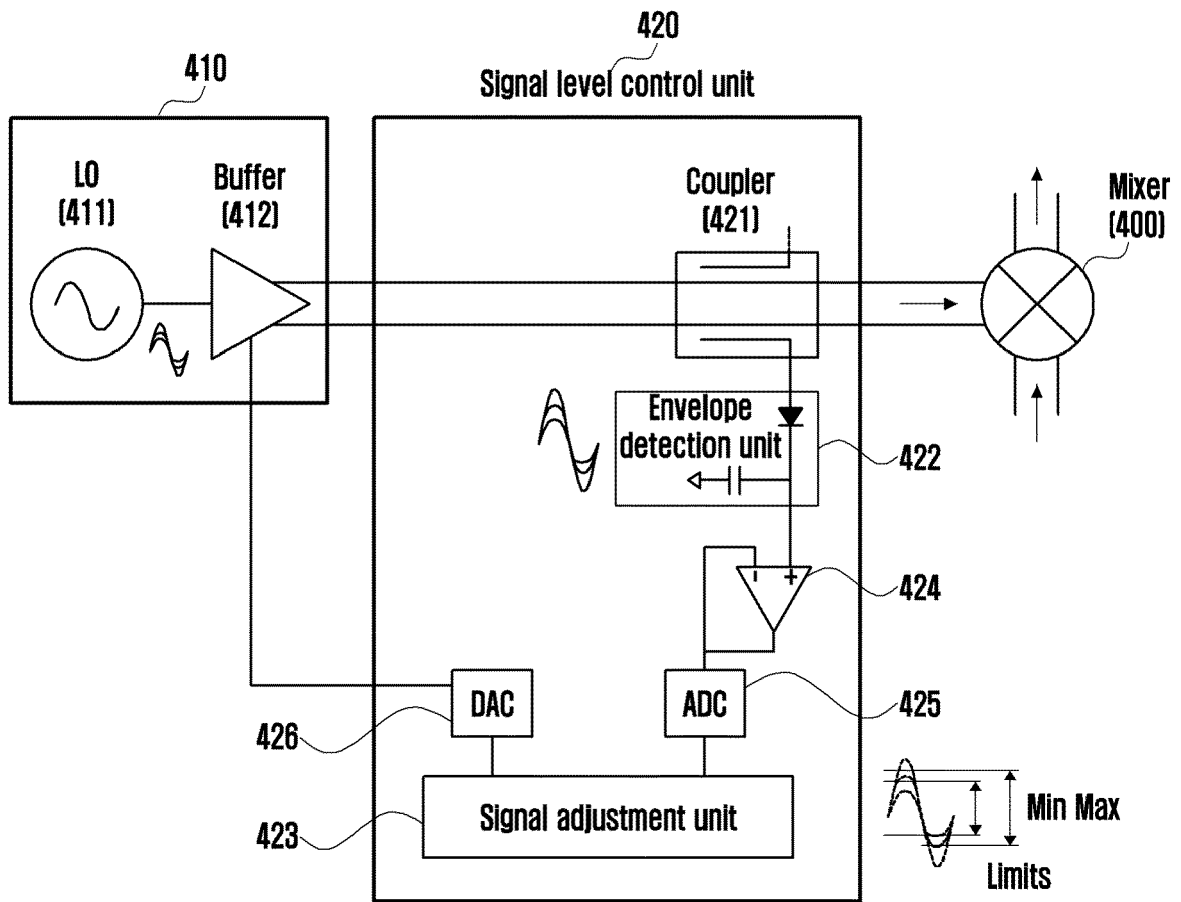 420
410
Signal level control unit
LO
(411)
Buffer
(412)
Coupler
(421)
Mixer
(400)
Envelope
detection unit
422
424
DAC
ADC
425
426
Signal adjustment unit
423
Min Max
Limits